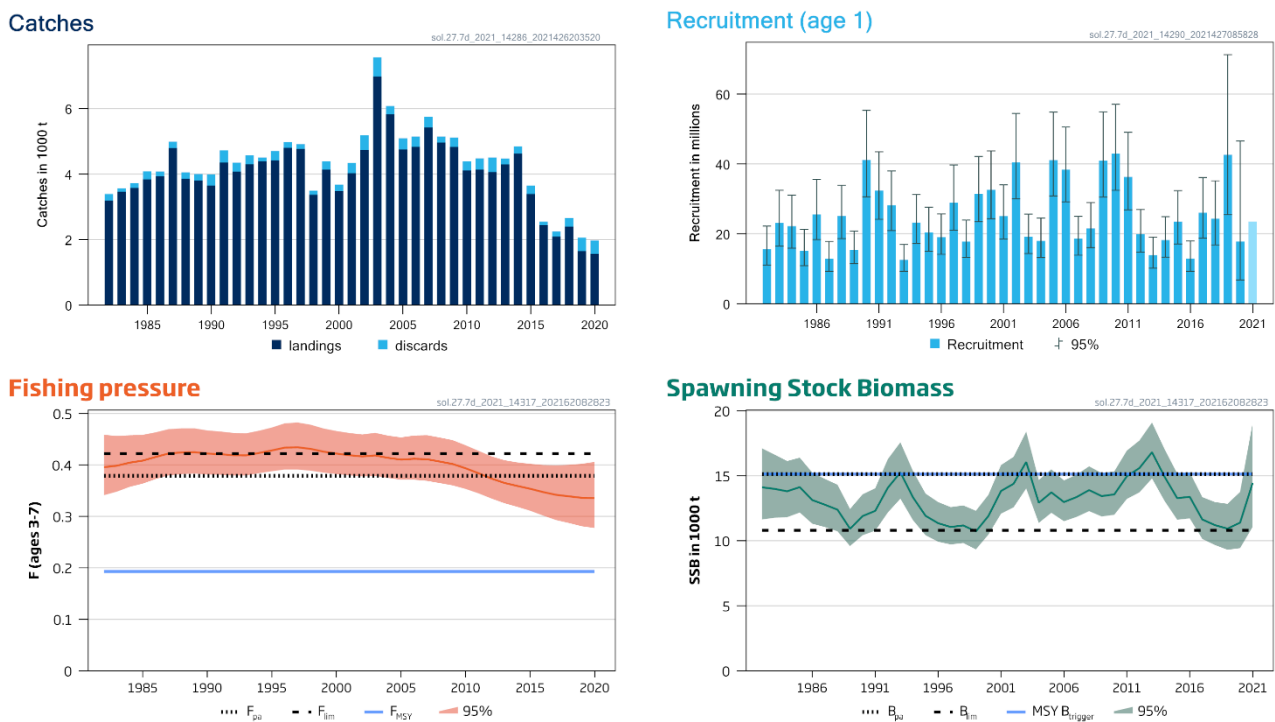 Catches
sol.27.7d_2021_14286_2021426203520
Catches in 1000 t
6
4
2
0
1985 1990 1995 2000 2005 2010 2015 2020
landings discards
Recruitment (age 1)
sol.27.7d_2021_14290_2021427085828
Recruitment in millions
60
40
20
0
1986 1991 1996 2001 2006 2011 2016 2021
Recruitment 95%
Fishing pressure
sol.27.7d_2021_14317_202162082823
F (ages 3-7)
0.5
0.4
0.3
0.2
0.1
0
1985 1990 1995 2000 2005 2010 2015 2020
Fpa Flim FMSY 95%
Spawning Stock Biomass
sol.27.7d_2021_14317_202162082823
SSB in 1000 t
20
15
10
5
0
1986 1991 1996 2001 2006 2011 2016 2021
Bpa Blim MSY Btrigger 95%